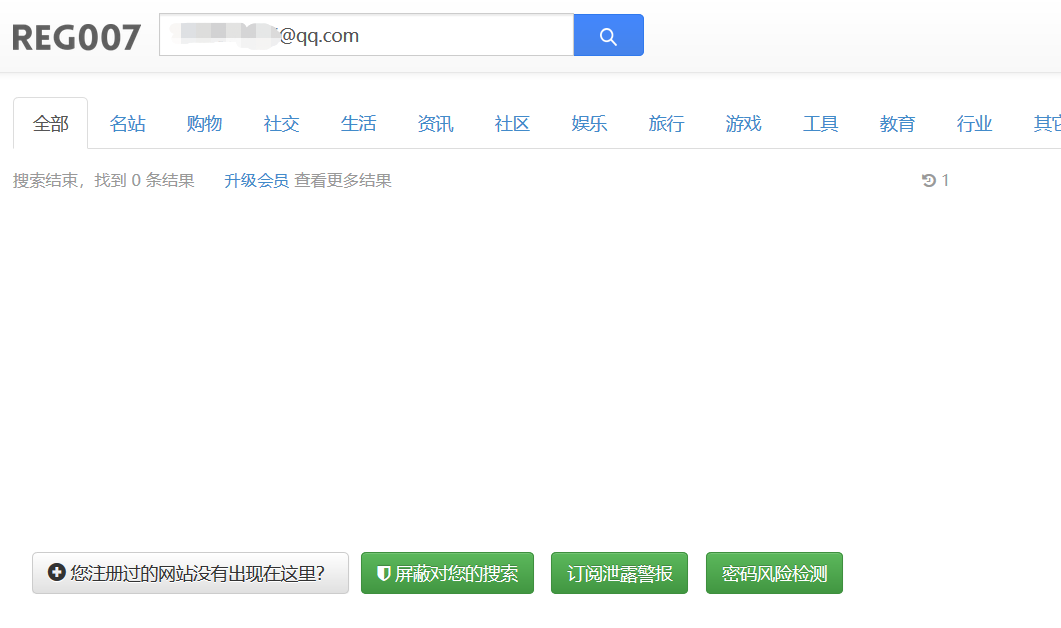 REG007 @qq.com
全部 名站 购物 社交 生活 资讯 社区 娱乐 旅行 游戏 工具 教育 行业 其它
搜索结束，找到 0 条结果 升级会员 查看更多结果 1
您注册过的网站没有出现在这里？ 屏蔽对您的搜索 订阅泄露警报 密码风险检测